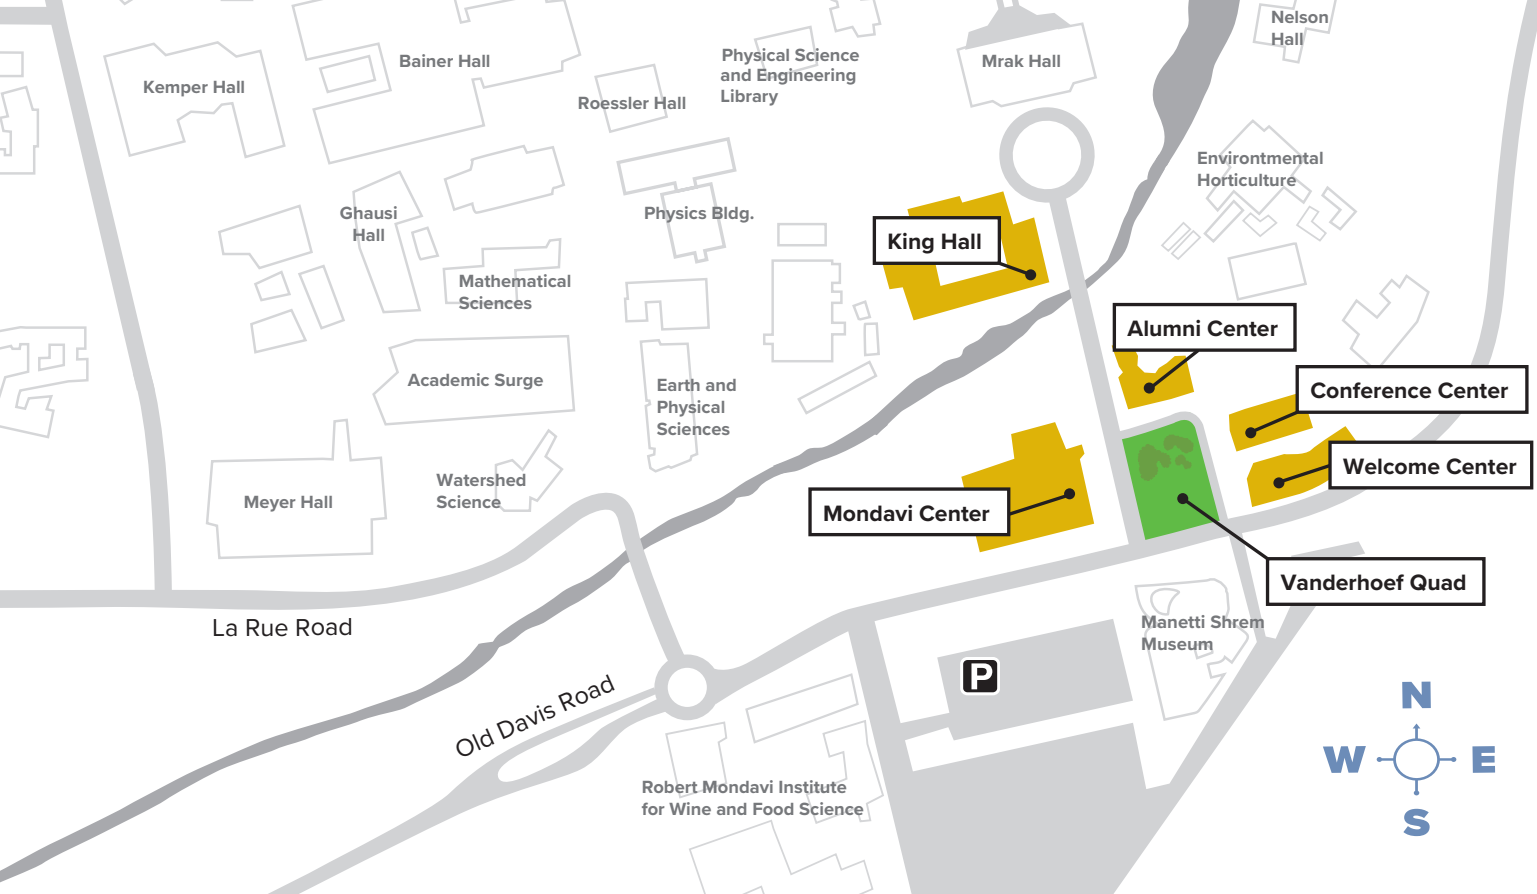 Nelson
Hall
Physical Science
and Engineering
Library
Bainer Hall
Mrak Hall
Kemper Hall
Roessler Hall
Environtmental
Horticulture
Ghausi
Hall
Physics Bldg.
King Hall
Mathematical
Sciences
Alumni Center
Academic Surge
Earth and
Physical
Sciences
Conference Center
Welcome Center
Watershed
Science
Meyer Hall
Mondavi Center
Vanderhoef Quad
La Rue Road
Manetti Shrem
Museum
P
Old Davis Road
N
W
E
S
Robert Mondavi Institute
for Wine and Food Science